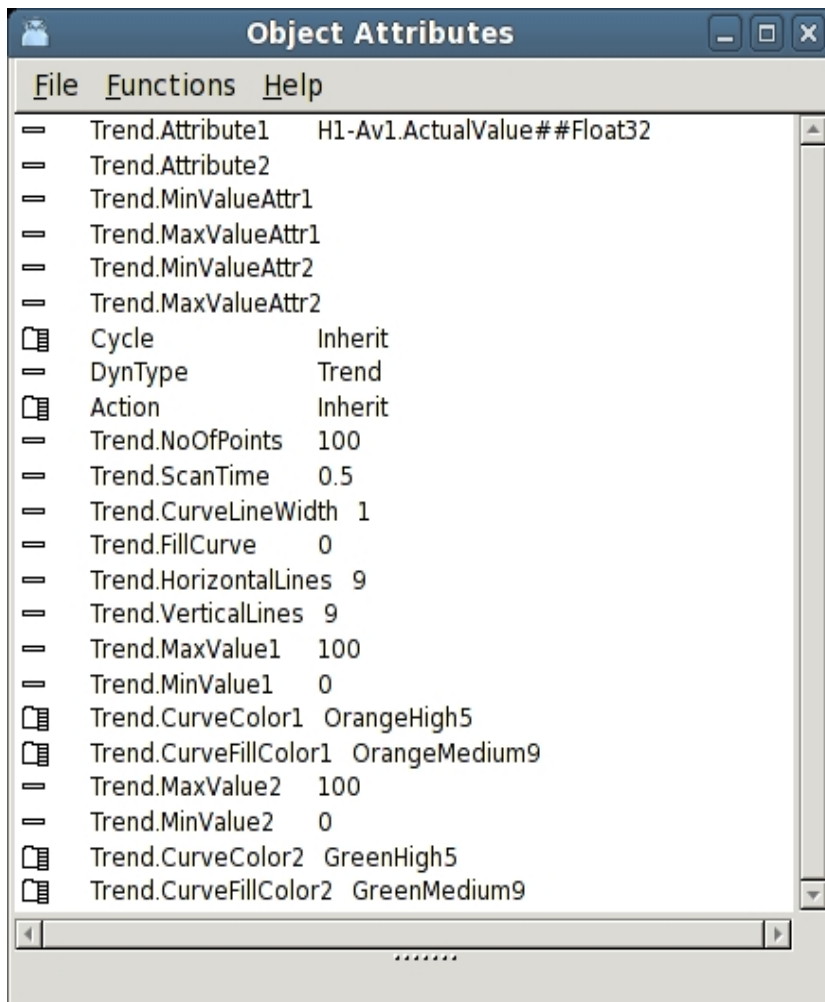 Object Attributes
File Functions Help
Trend.Attribute1 H1-Av1.ActualValue##Float32
Trend.Attribute2
Trend.MinValueAttr1
Trend.MaxValueAttr1
Trend.MinValueAttr2
Trend.MaxValueAttr2
Cycle Inherit
DynType Trend
Action Inherit
Trend.NoOfPoints 100
Trend.ScanTime 0.5
Trend.CurveLineWidth 1
Trend.FillCurve 0
Trend.HorizontalLines 9
Trend.VerticalLines 9
Trend.MaxValue1 100
Trend.MinValue1 0
Trend.CurveColor1 OrangeHigh5
Trend.CurveFillColor1 OrangeMedium9
Trend.MaxValue2 100
Trend.MinValue2 0
Trend.CurveColor2 GreenHigh5
Trend.CurveFillColor2 GreenMedium9